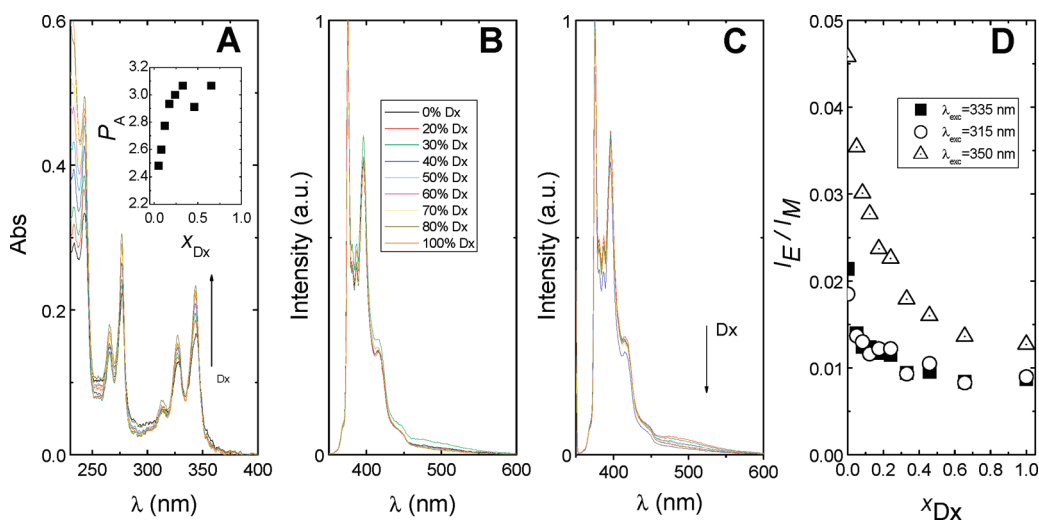 A
B
C
D
Abs
0.0
0.2
0.4
0.6
250
300
350
400
λ (nm)
P_A
2.2
2.4
2.6
2.8
3.0
3.2
0.0
0.5
1.0
x_Dx
Dx
Intensity (a.u.)
0
1
400
500
600
λ (nm)
0% Dx
20% Dx
30% Dx
40% Dx
50% Dx
60% Dx
70% Dx
80% Dx
100% Dx
Intensity (a.u.)
0
1
400
500
600
λ (nm)
Dx
I_E / I_M
0.00
0.01
0.02
0.03
0.04
0.05
0.0
0.2
0.4
0.6
0.8
1.0
x_Dx
λ_exc=335 nm
λ_exc=315 nm
λ_exc=350 nm